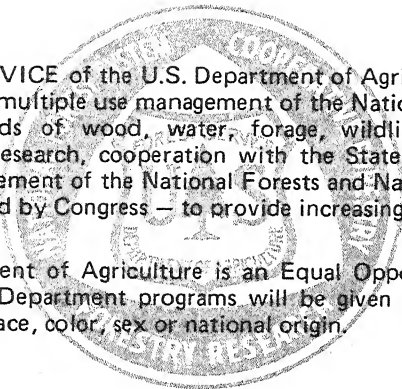 VICE of the U.S. Department of Agri
multiple use management of the Natio
ds of wood, water, forage, wildli
esearch, cooperation with the State
ement of the National Forests and Na
d by Congress — to provide increasing
ent of Agriculture is an Equal Oppo
Department programs will be given
ace, color, sex or national origin.